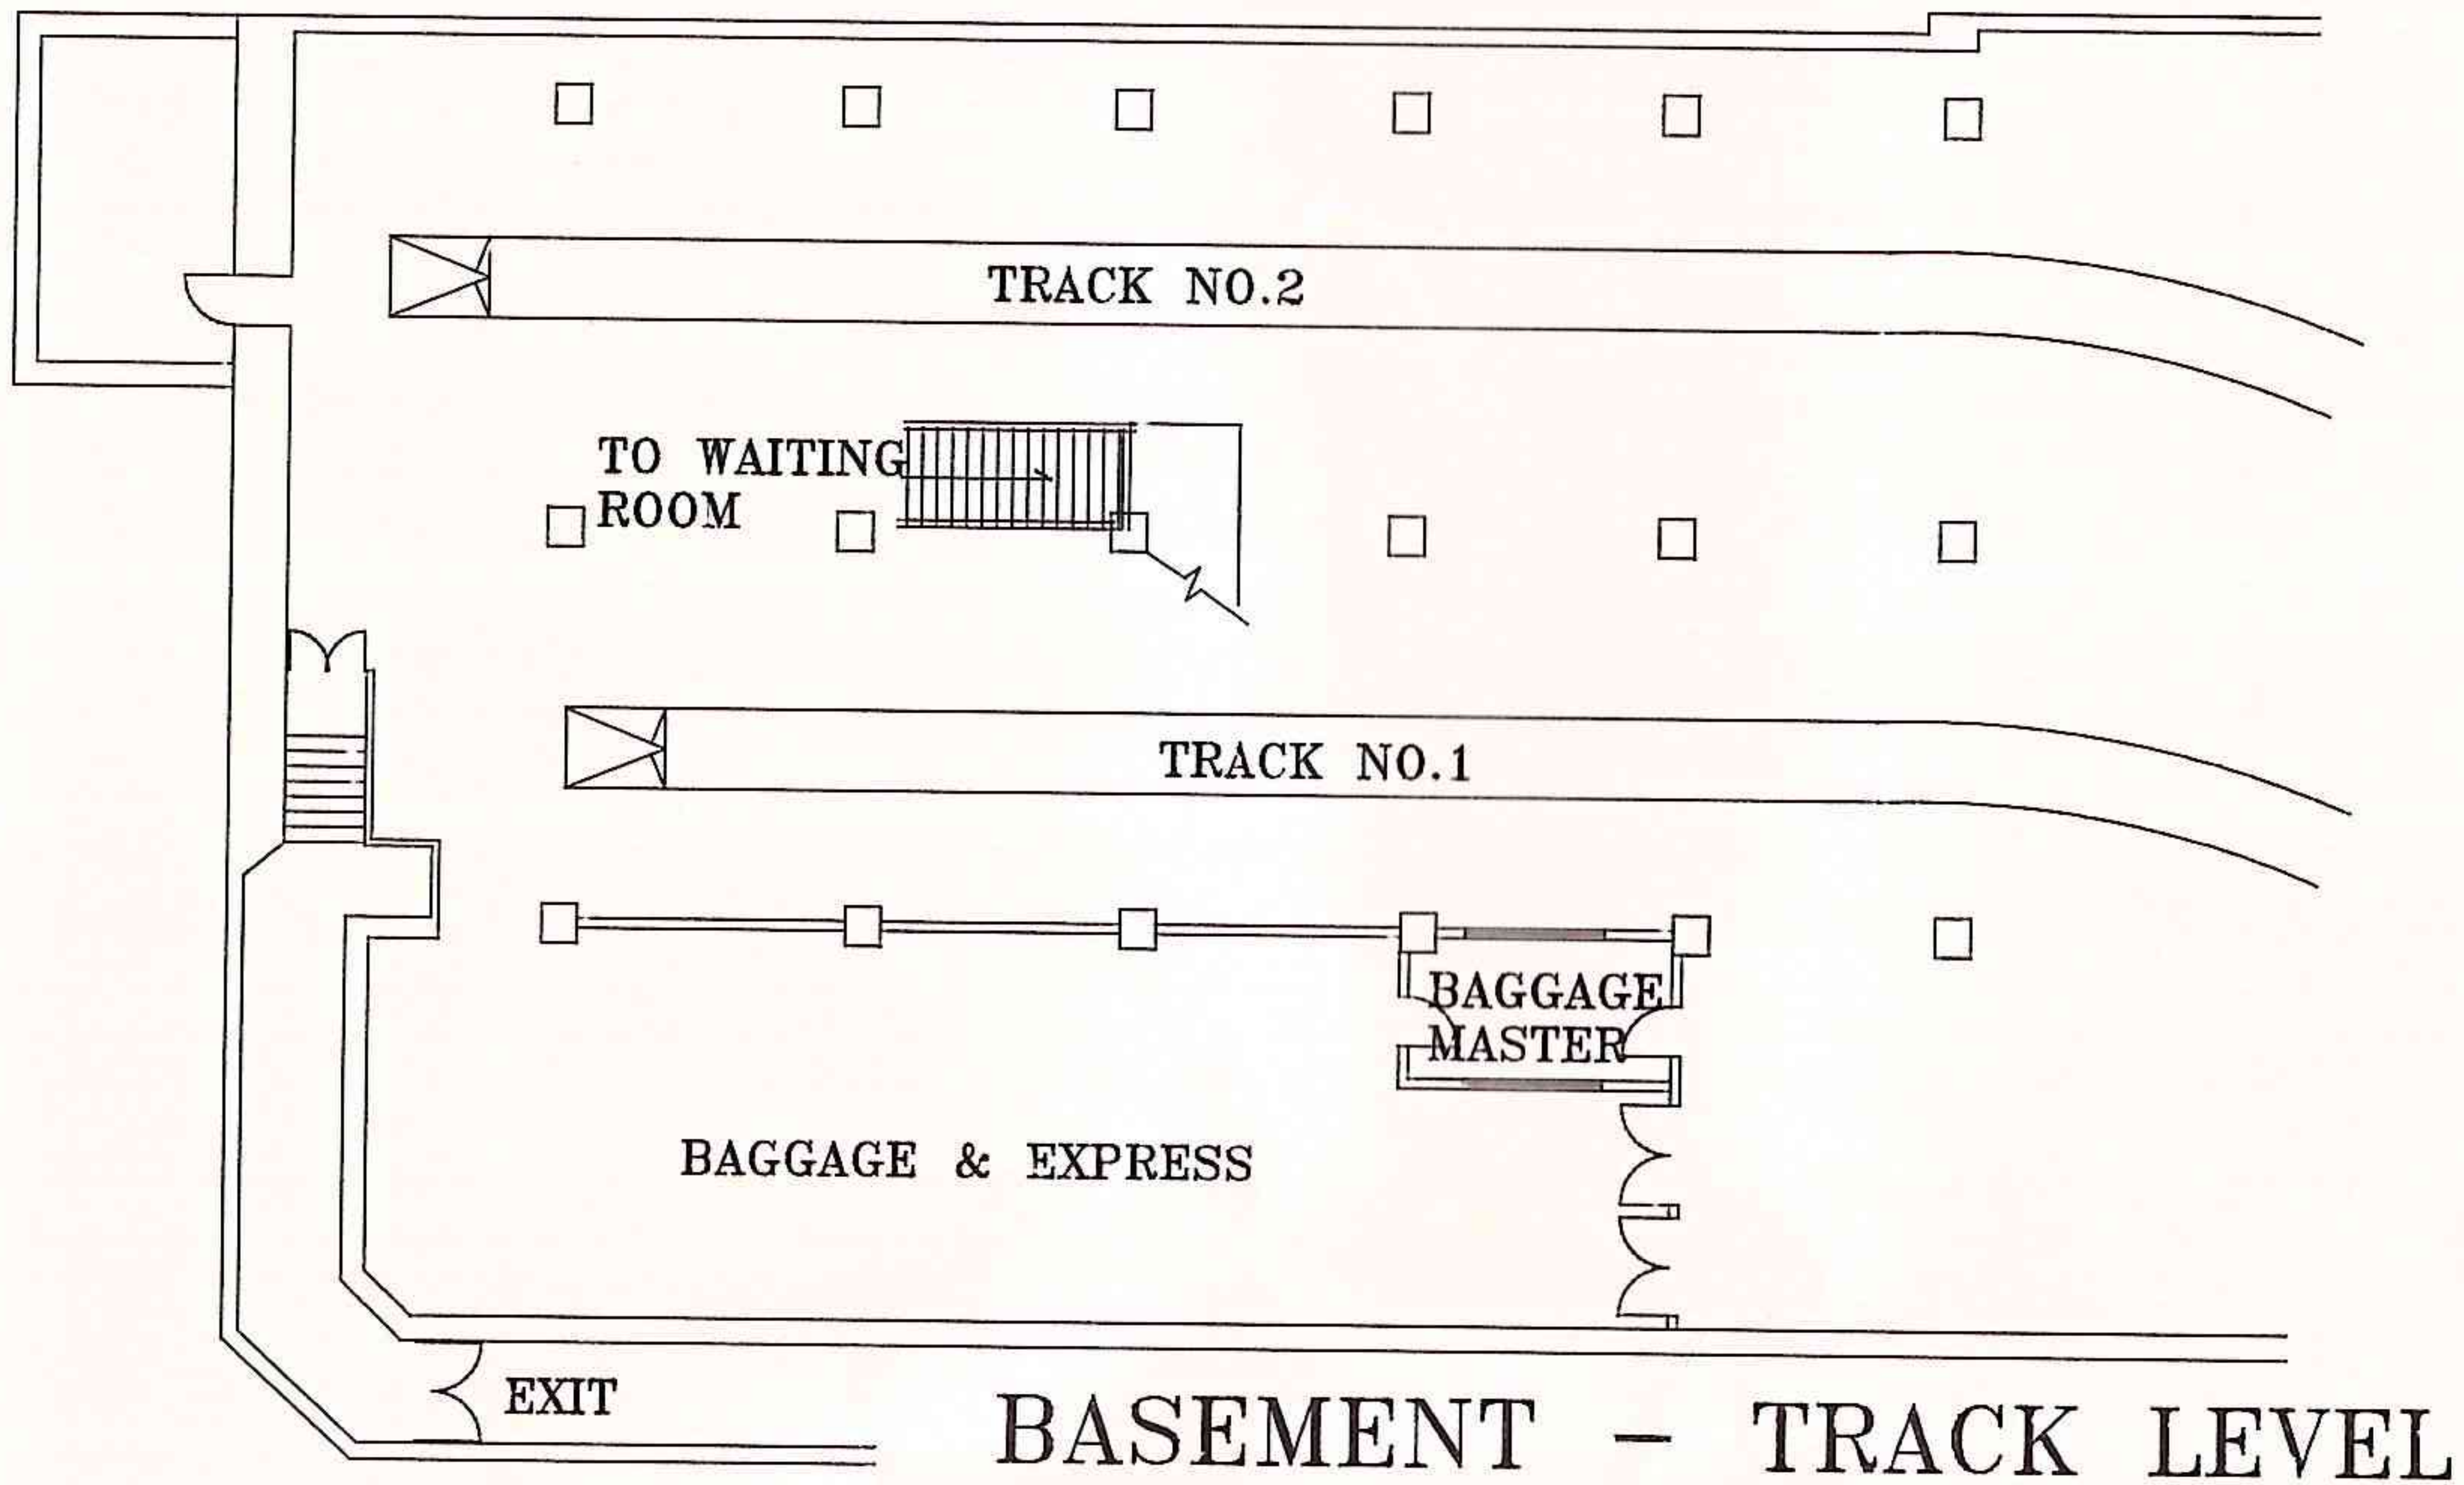 TRACK NO.2
TO WAITING
ROOM
TRACK NO.1
BAGGAGE
MASTER
BAGGAGE & EXPRESS
EXIT
BASEMENT - TRACK LEVEL